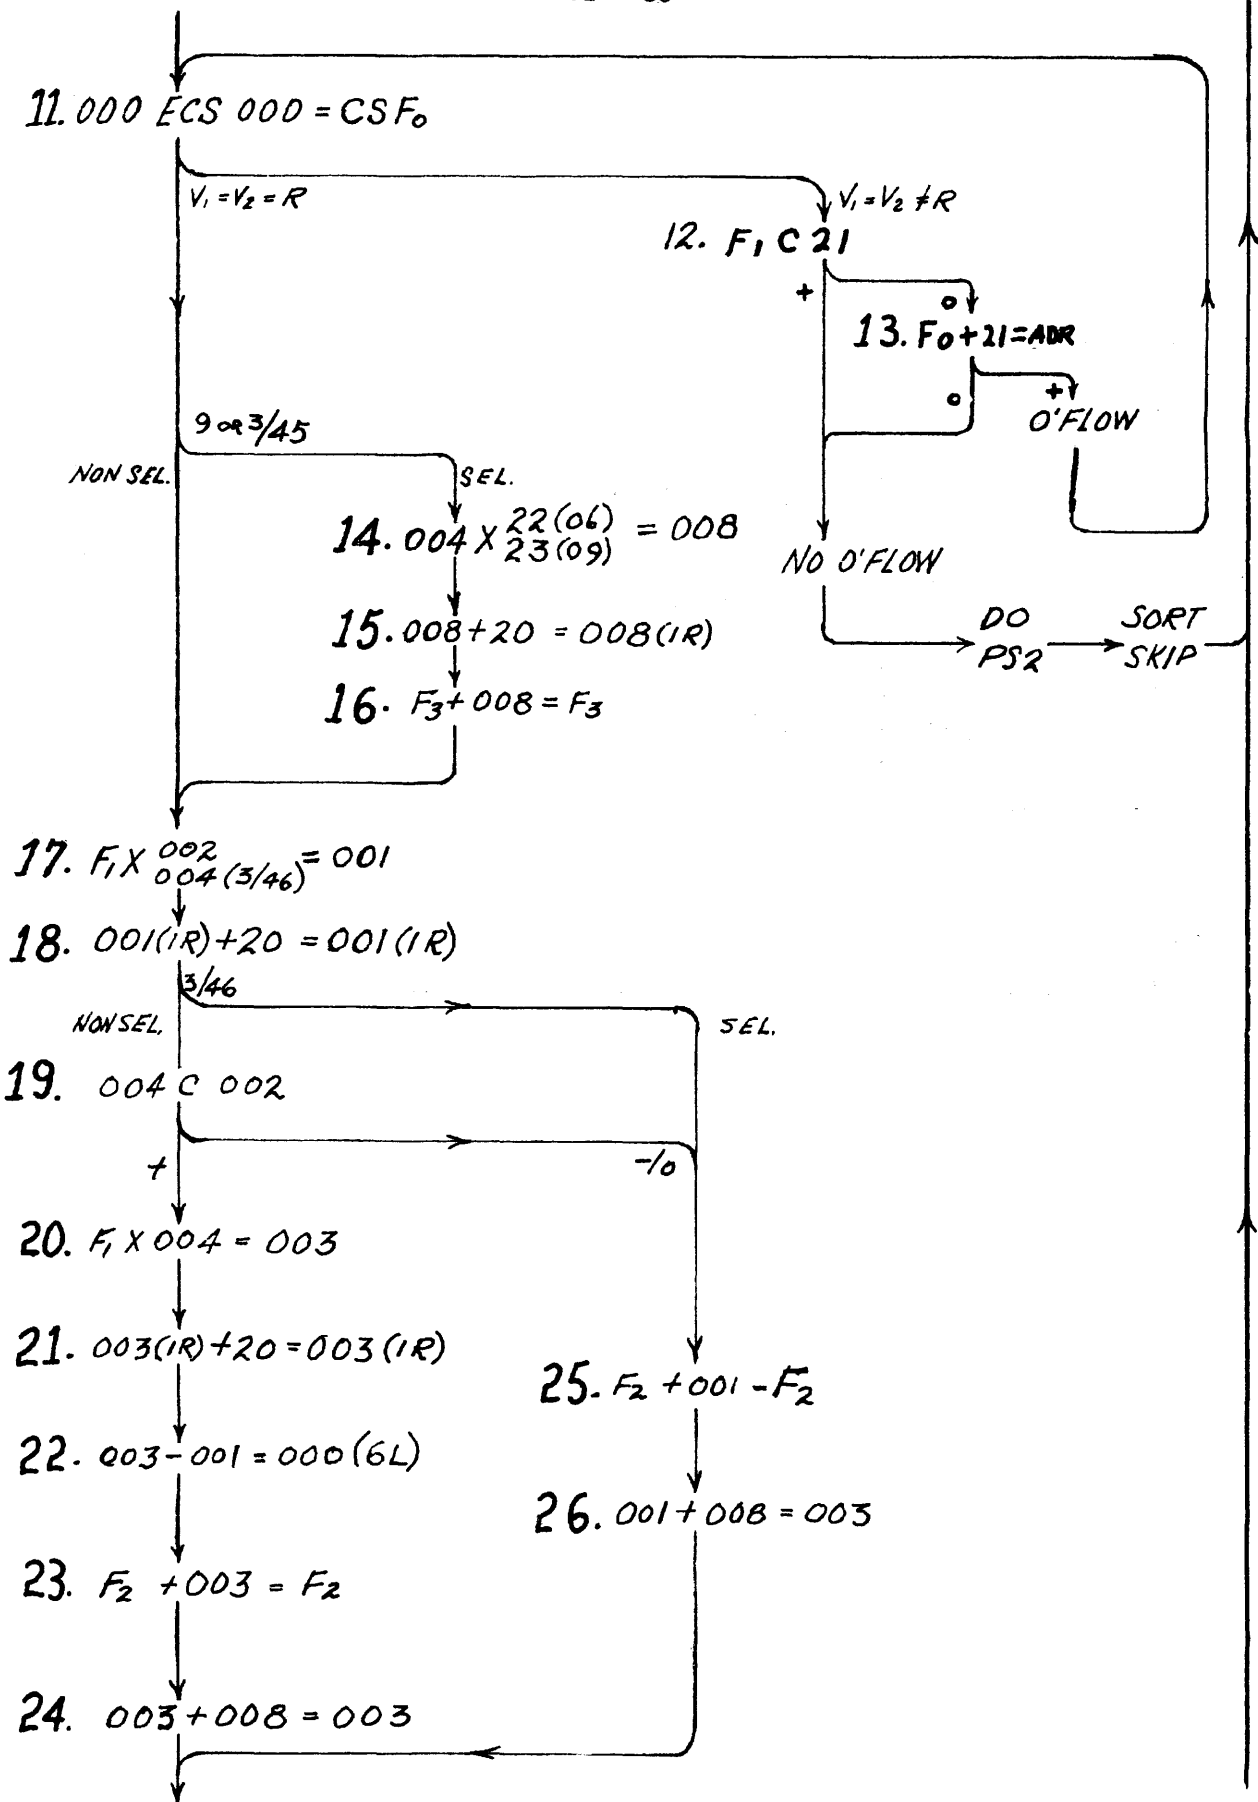 11. 000 ECS 000 = CSF₀
V₁ = V₂ = R
V₁ = V₂ ≠ R
12. F₁ C 21
+
0
13. F₀ + 21 = ADR
0
+
O'FLOW
9 OR 3/45
NON SEL.
SEL.
14. 004 X 22 (06) = 008
23 (09)
NO O'FLOW
15. 008 + 20 = 008 (1R)
DO
PS2
SORT
SKIP
16. F₃ + 008 = F₃
17. F₁ X 002 = 001
004 (3/46)
18. 001 (1R) + 20 = 001 (1R)
3/46
NON SEL.
SEL.
19. 004 C 002
+
-/0
20. F₁ X 004 = 003
21. 003 (1R) + 20 = 003 (1R)
25. F₂ + 001 - F₂
22. 003 - 001 = 000 (6L)
26. 001 + 008 = 003
23. F₂ + 003 = F₂
24. 003 + 008 = 003